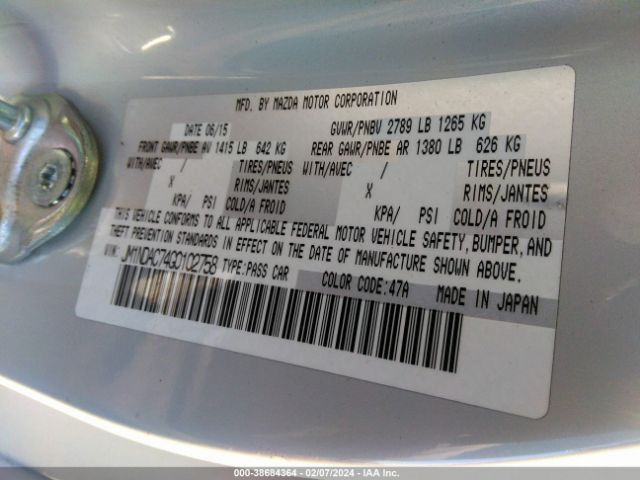 MFD. BY MAZDA MOTOR CORPORATION
DATE 06/15 GVWR/PNBV 2789 LB 1265 KG
FRONT GAWR/PNBE AV 1415 LB 642 KG REAR GAWR/PNBE AR 1380 LB 626 KG
WITH/AVEC / TIRES/PNEUS WITH/AVEC / TIRES/PNEUS
X RIMS/JANTES X RIMS/JANTES
KPA/ PSI COLD/A FROID KPA/ PSI COLD/A FROID
THIS VEHICLE CONFORMS TO ALL APPLICABLE FEDERAL MOTOR VEHICLE SAFETY, BUMPER, AND
THEFT PREVENTION STANDARDS IN EFFECT ON THE DATE OF MANUFACTURE SHOWN ABOVE.
VIN: JM1NDAC74G0102758 TYPE:PASS CAR COLOR CODE:47A MADE IN JAPAN
000-38684364 | 02/07/2024 - IAA Inc.